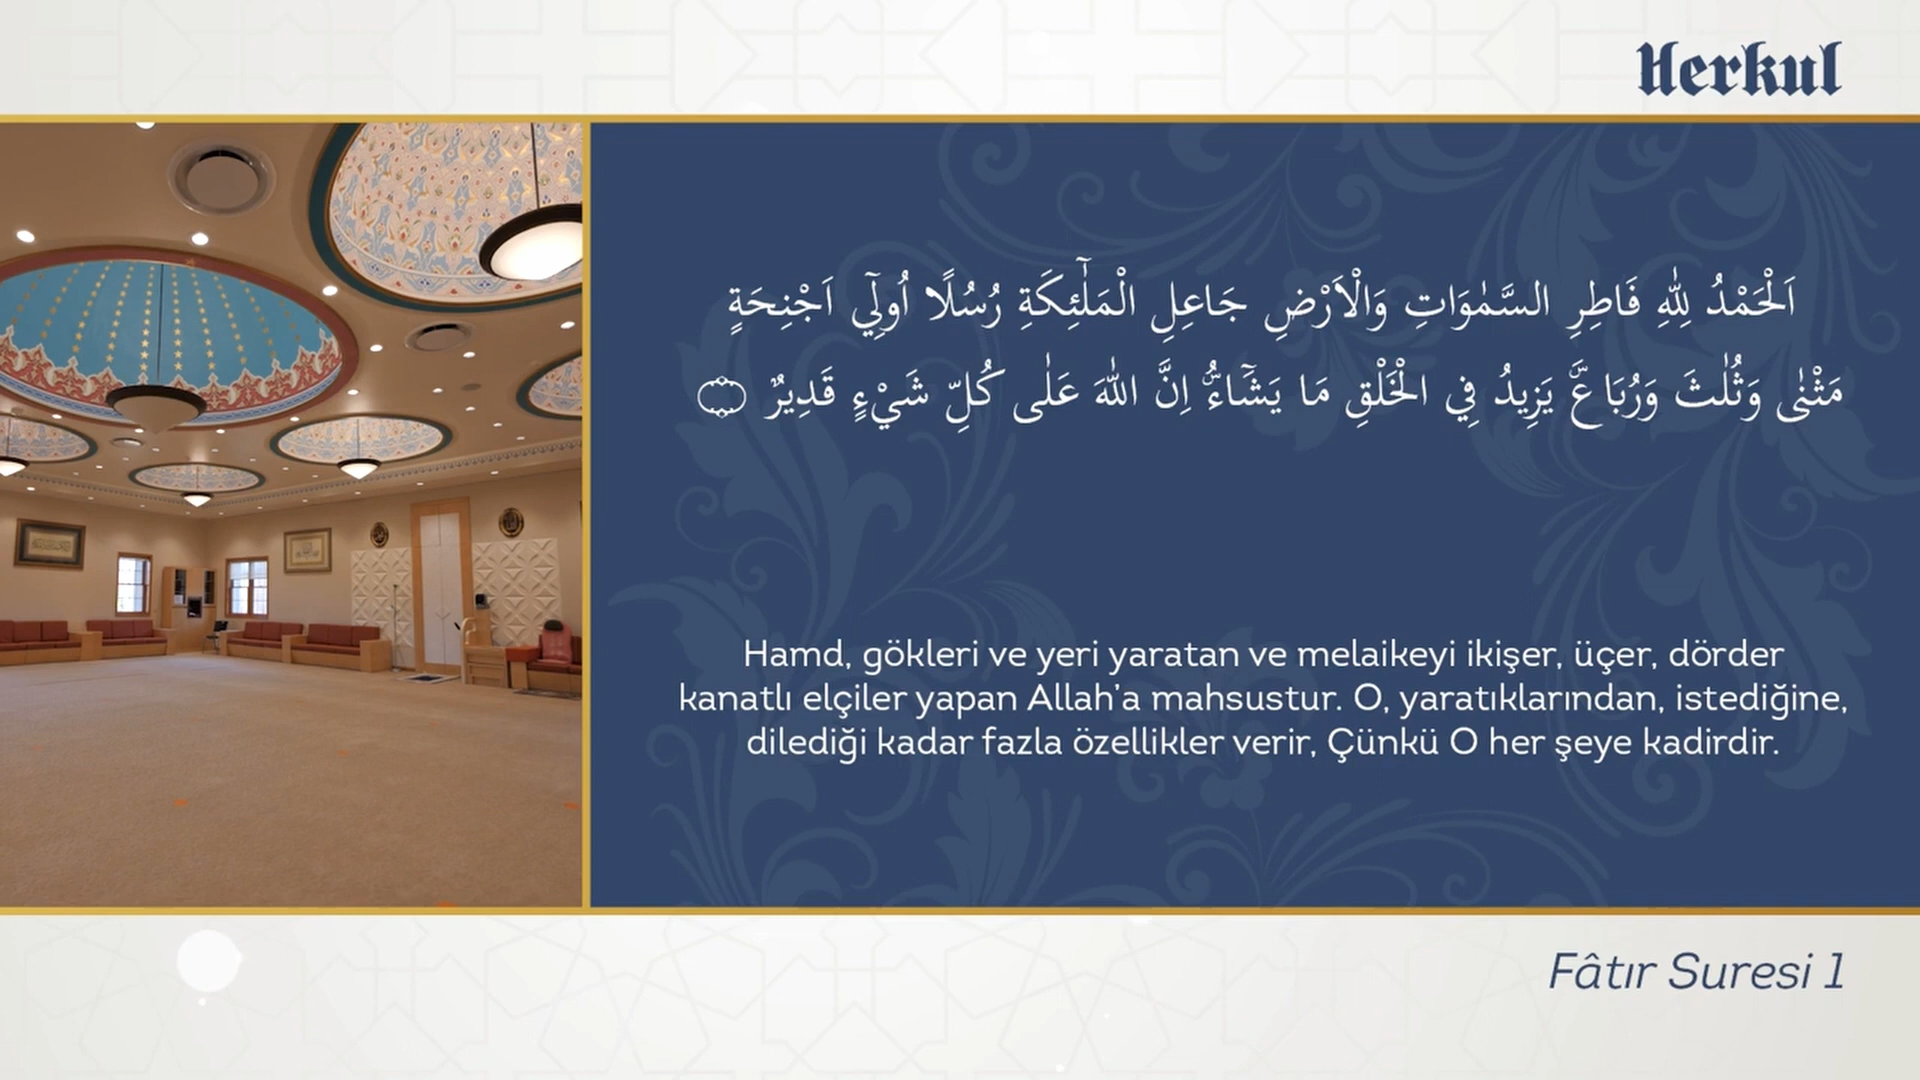 Herkul
اَلْحَمْدُ لِلّٰهِ فَاطِرِ السَّمٰوَاتِ وَالْاَرْضِ جَاعِلِ الْمَلٰٓئِكَةِ رُسُلًا اُولِٓي اَجْنِحَةٍ
مَثْنٰى وَثُلٰثَ وَرُبَاعَۜ يَزِيدُ فِي الْخَلْقِ مَا يَشَٓاءُۜ اِنَّ اللّٰهَ عَلٰى كُلِّ شَيْءٍ قَدِيرٌ ۝
Hamd, gökleri ve yeri yaratan ve melaikeyi ikişer, üçer, dörder
kanatlı elçiler yapan Allah'a mahsustur. O, yaratıklarından, istediğine,
dilediği kadar fazla özellikler verir, Çünkü O her şeye kadirdir.
Fâtır Suresi 1